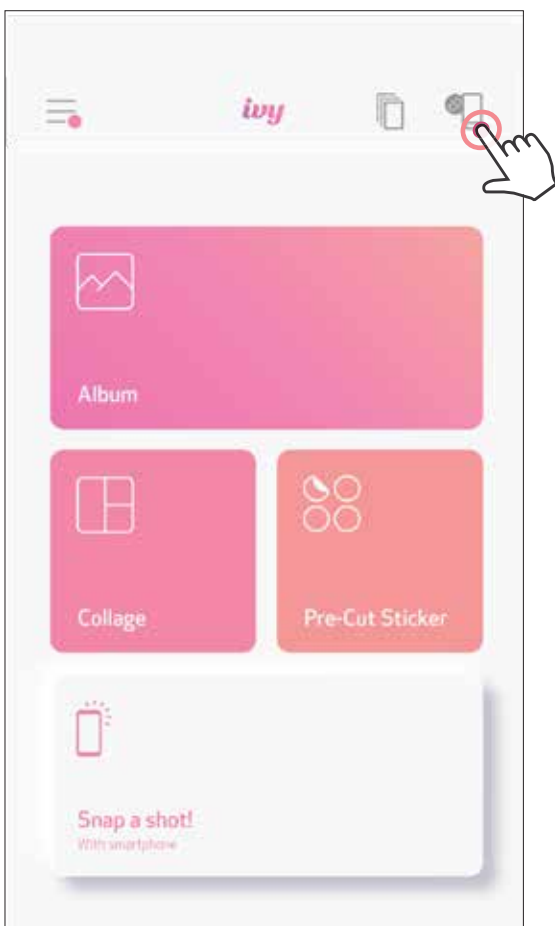 ivy
Album
Collage
Pre-Cut Sticker
Snap a shot!
With smartphone